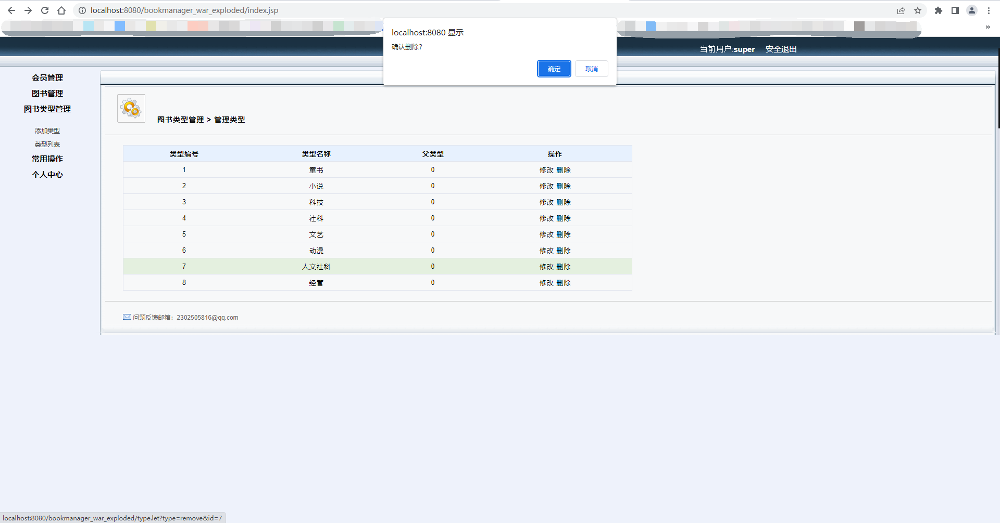 localhost:8080/bookmanager_war_exploded/index.jsp
»
localhost:8080 显示
确认删除?
确定 取消
当前用户:super 安全退出
会员管理
图书管理
图书类型管理
添加类型
类型列表
常用操作
个人中心
图书类型管理 > 管理类型
类型编号 类型名称 父类型 操作
1 童书 0 修改 删除
2 小说 0 修改 删除
3 科技 0 修改 删除
4 社科 0 修改 删除
5 文艺 0 修改 删除
6 动漫 0 修改 删除
7 人文社科 0 修改 删除
8 经管 0 修改 删除
问题反馈邮箱：2302505816@qq.com
localhost:8080/bookmanager_war_exploded/type.let?type=remove&id=7